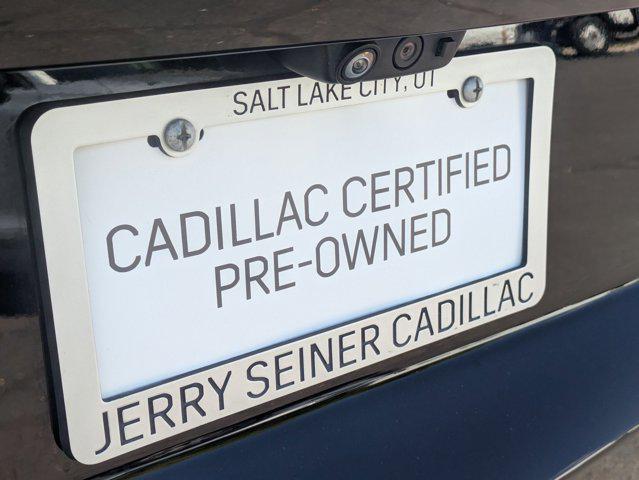 SALT LAKE CITY, UT
CADILLAC CERTIFIED
PRE-OWNED
JERRY SEINER CADILLAC